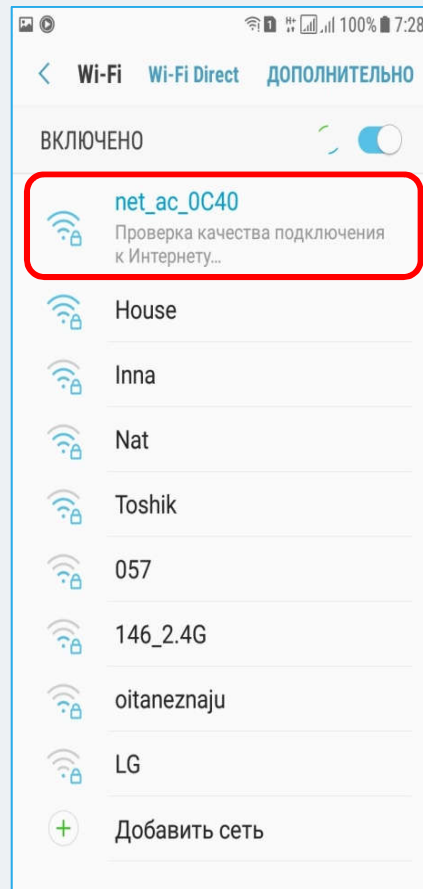 1 100% 7:28
Wi-Fi Wi-Fi Direct ДОПОЛНИТЕЛЬНО
ВКЛЮЧЕНО
net_ac_0C40
Проверка качества подключения
к Интернету...
House
Inna
Nat
Toshik
057
146_2.4G
oitaneznaju
LG
Добавить сеть